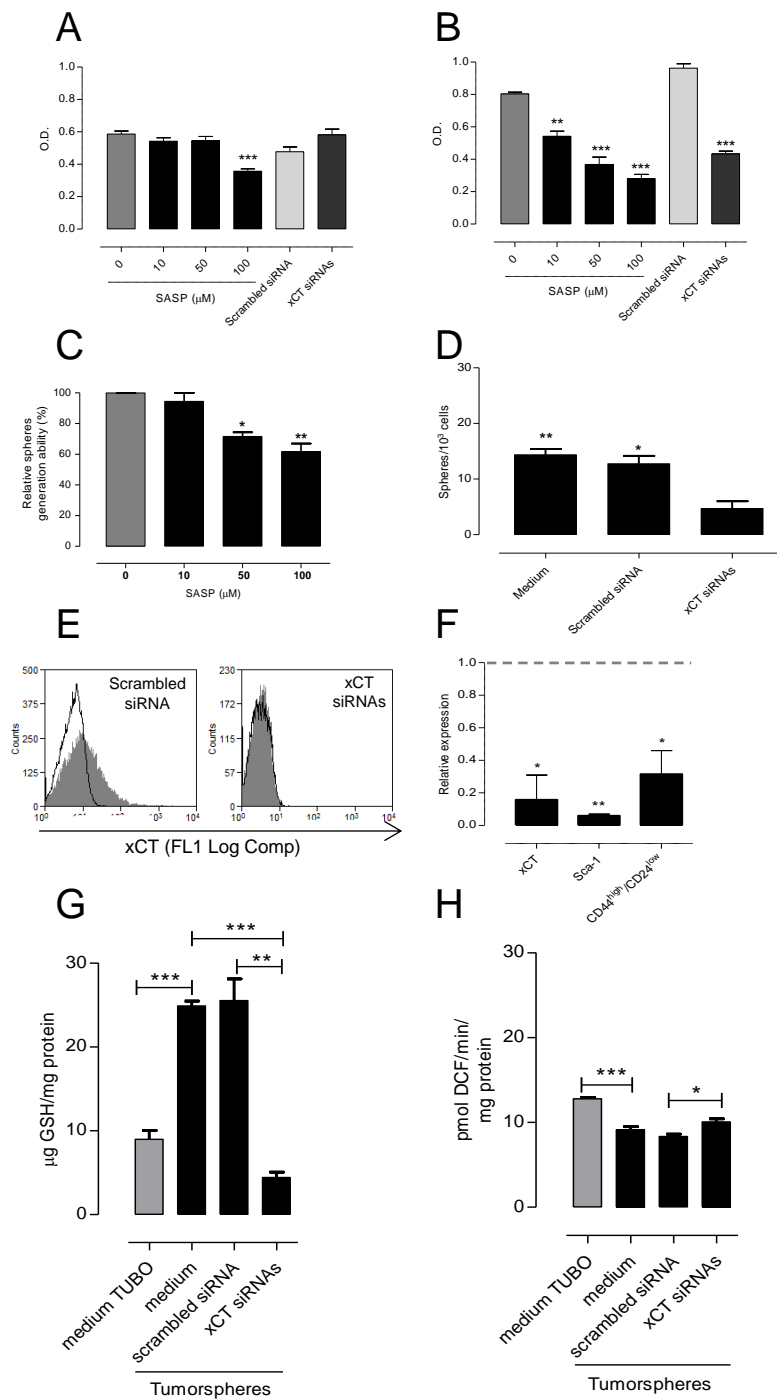 A
1.0
0.8
0.6
0.4
0.2
0.0
O.D.
***
0
10
50
100
SASP (μM)
Scrambled siRNA
xCT siRNAs
B
1.0
0.8
0.6
0.4
0.2
0.0
O.D.
**
***
***
***
0
10
50
100
SASP (μM)
Scrambled siRNA
xCT siRNAs
C
100
80
60
40
20
0
Relative spheres
generation ability (%)
*
**
0
10
50
100
SASP (μM)
D
30
20
10
0
Spheres/10³ cells
**
*
Medium
Scrambled siRNA
xCT siRNAs
E
500
375
250
125
0
Counts
Scrambled
siRNA
10⁰
10¹
10²
10³
10⁴
230
172
115
57
0
Counts
xCT
siRNAs
10⁰
10¹
10²
10³
10⁴
xCT (FL1 Log Comp)
F
1.0
0.8
0.6
0.4
0.2
0.0
Relative expression
*
**
*
xCT
Sca-1
CD44ʰⁱᵍʰ/CD24ˡᵒʷ
G
30
20
10
0
μg GSH/mg protein
***
***
**
medium TUBO
medium
scrambled siRNA
xCT siRNAs
Tumorspheres
H
30
20
10
0
pmol DCF/min/
mg protein
***
*
medium TUBO
medium
scrambled siRNA
xCT siRNAs
Tumorspheres